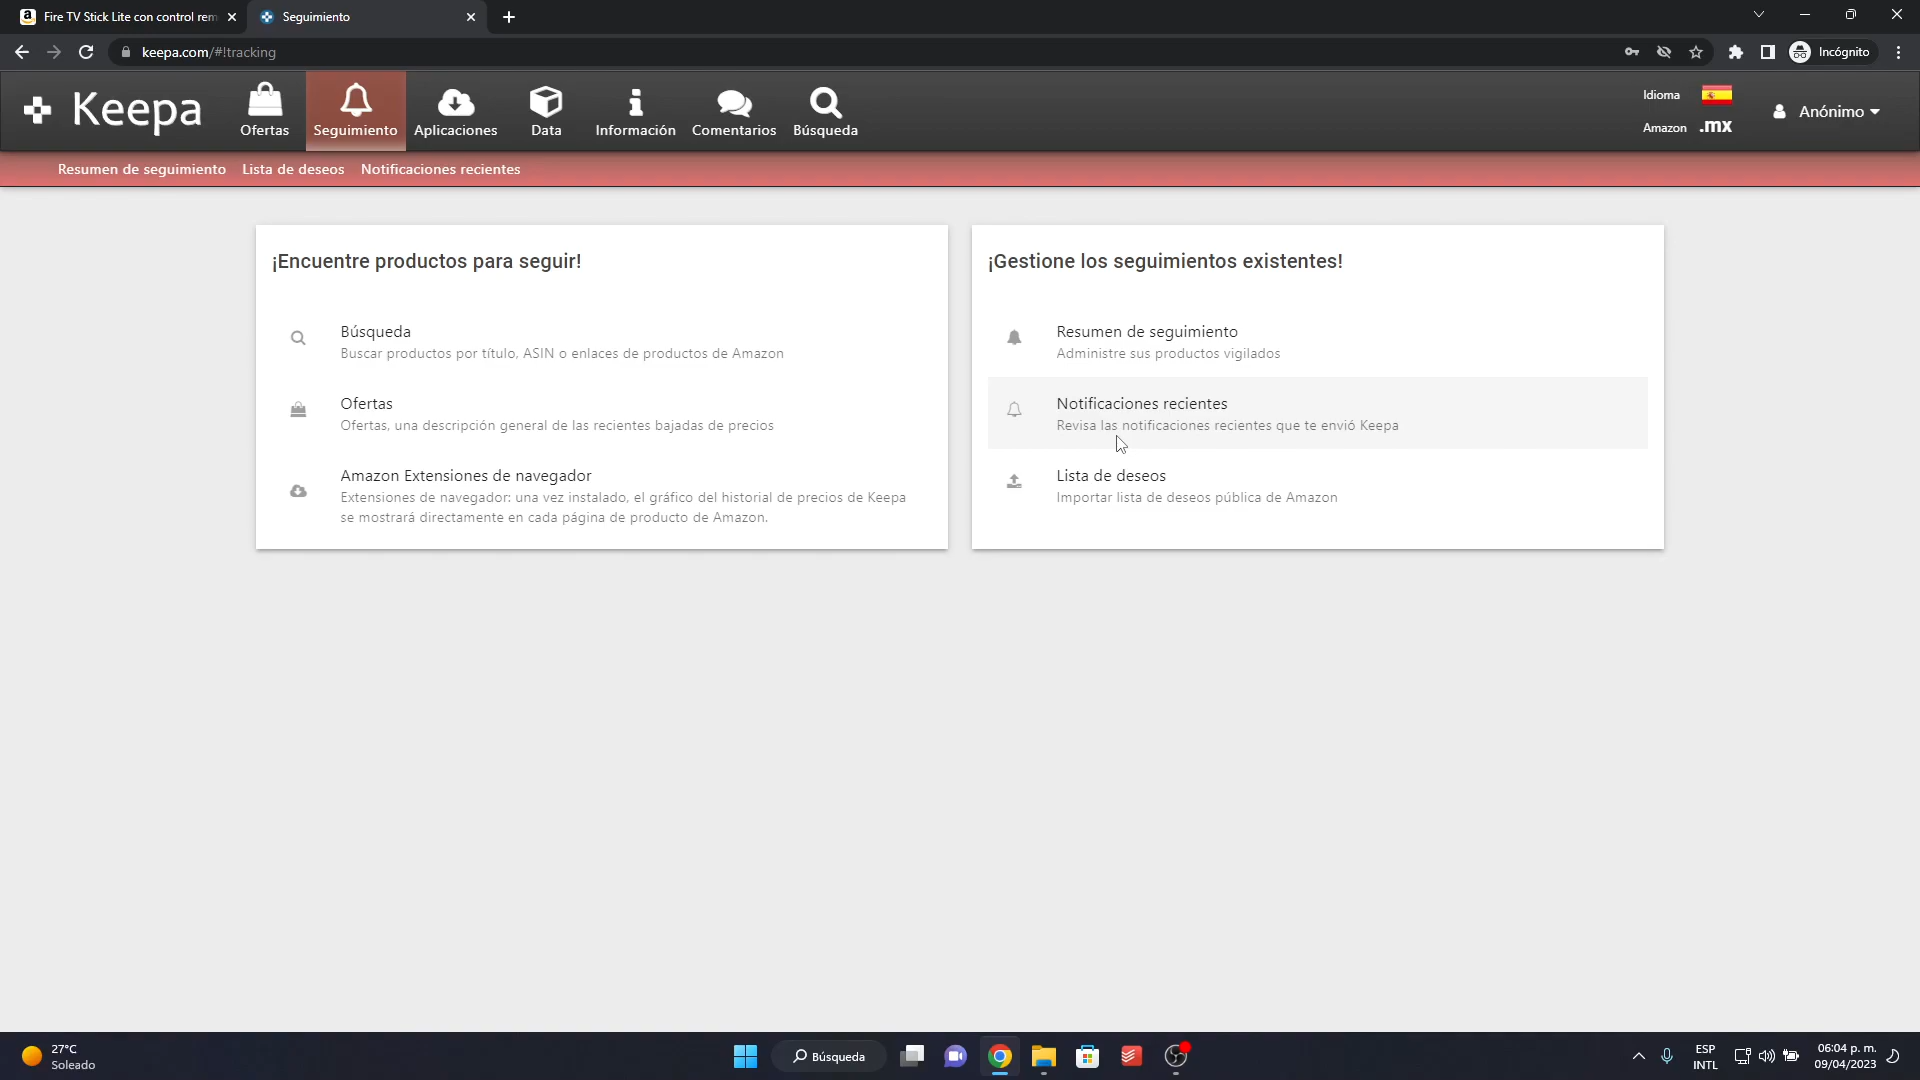 Fire TV Stick Lite con control rem
Seguimiento
keepa.com/#!tracking
Incógnito
Keepa
Ofertas
Seguimiento
Aplicaciones
Data
Información
Comentarios
Búsqueda
Idioma
Amazon .mx
Anónimo
Resumen de seguimiento
Lista de deseos
Notificaciones recientes
¡Encuentre productos para seguir!
Búsqueda
Buscar productos por título, ASIN o enlaces de productos de Amazon
Ofertas
Ofertas, una descripción general de las recientes bajadas de precios
Amazon Extensiones de navegador
Extensiones de navegador: una vez instalado, el gráfico del historial de precios de Keepa
se mostrará directamente en cada página de producto de Amazon.
¡Gestione los seguimientos existentes!
Resumen de seguimiento
Administre sus productos vigilados
Notificaciones recientes
Revisa las notificaciones recientes que te envió Keepa
Lista de deseos
Importar lista de deseos pública de Amazon
27°C
Soleado
Búsqueda
ESP
INTL
06:04 p. m.
09/04/2023